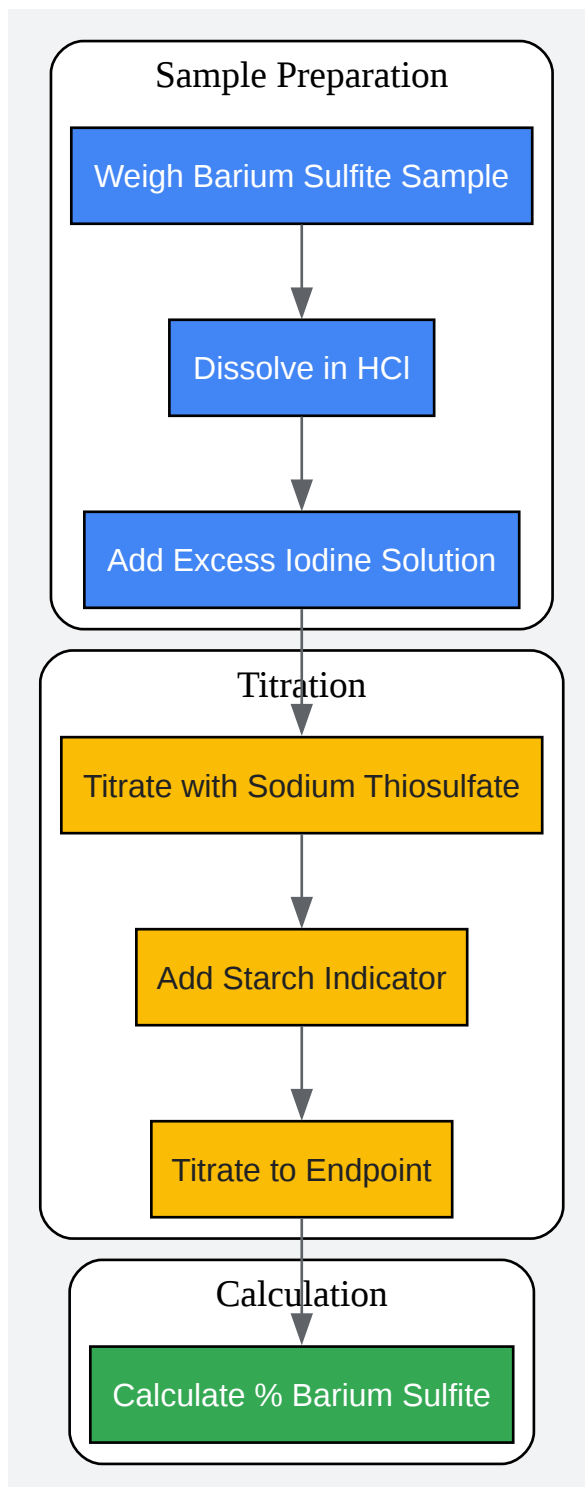 Sample Preparation
Weigh Barium Sulfite Sample
Dissolve in HCl
Add Excess Iodine Solution
Titration
Titrate with Sodium Thiosulfate
Add Starch Indicator
Titrate to Endpoint
Calculation
Calculate % Barium Sulfite